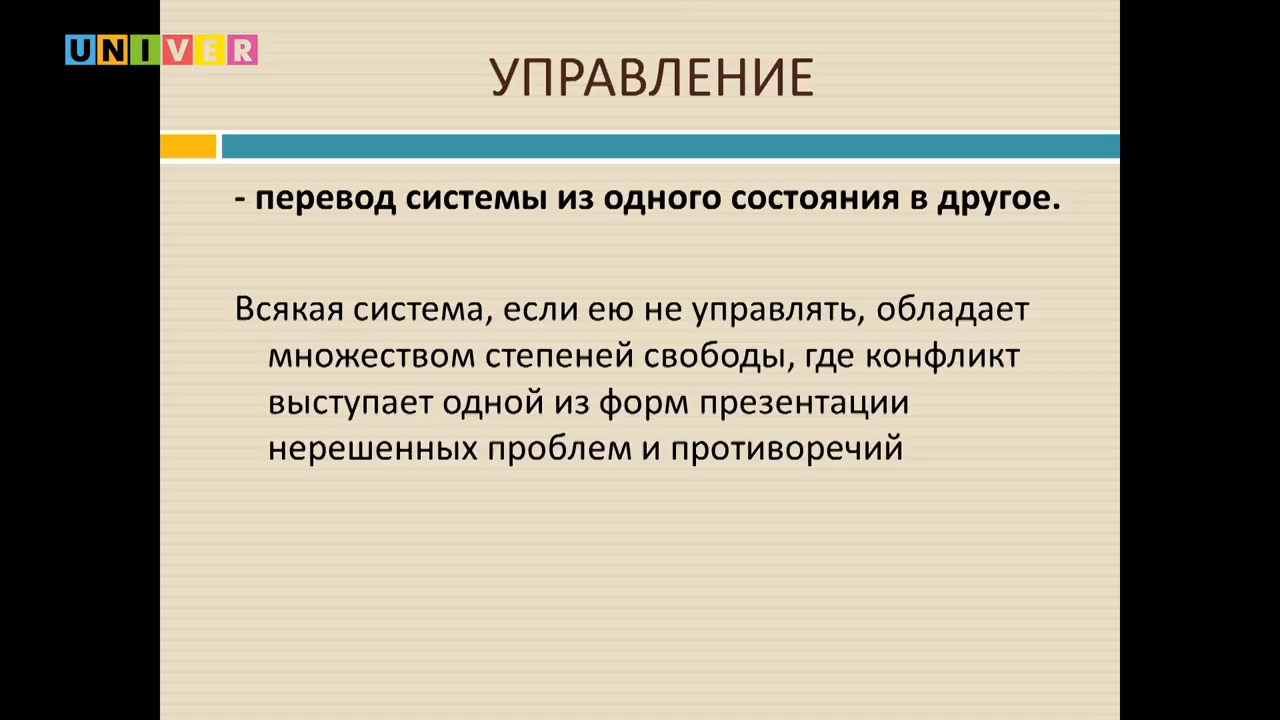 UNIVER
УПРАВЛЕНИЕ
- перевод системы из одного состояния в другое.
Всякая система, если ею не управлять, обладает
множеством степеней свободы, где конфликт
выступает одной из форм презентации
нерешенных проблем и противоречий